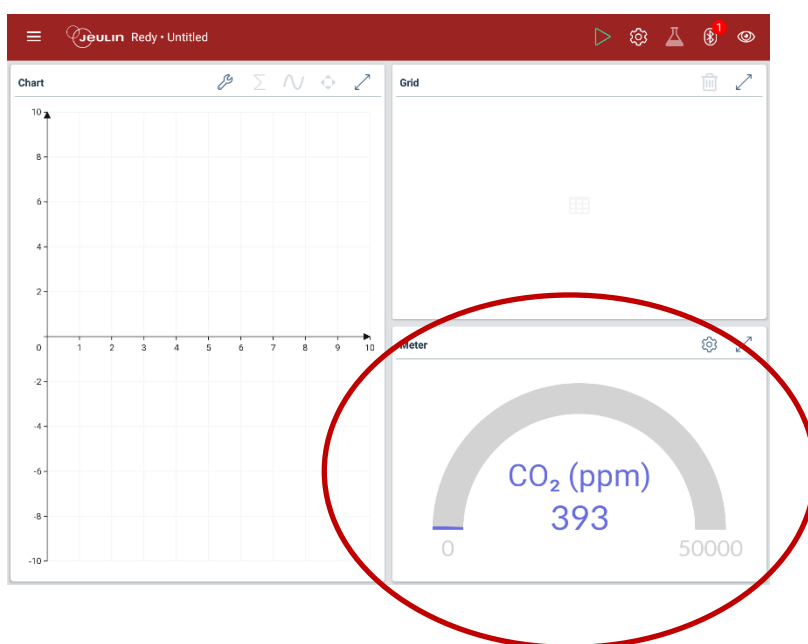 Jeulin Redy • Untitled
1
Chart
10
8
6
4
2
0 1 2 3 4 5 6 7 8 9 10
-2
-4
-6
-8
-10
Grid
Meter
CO₂ (ppm)
393
0 50000